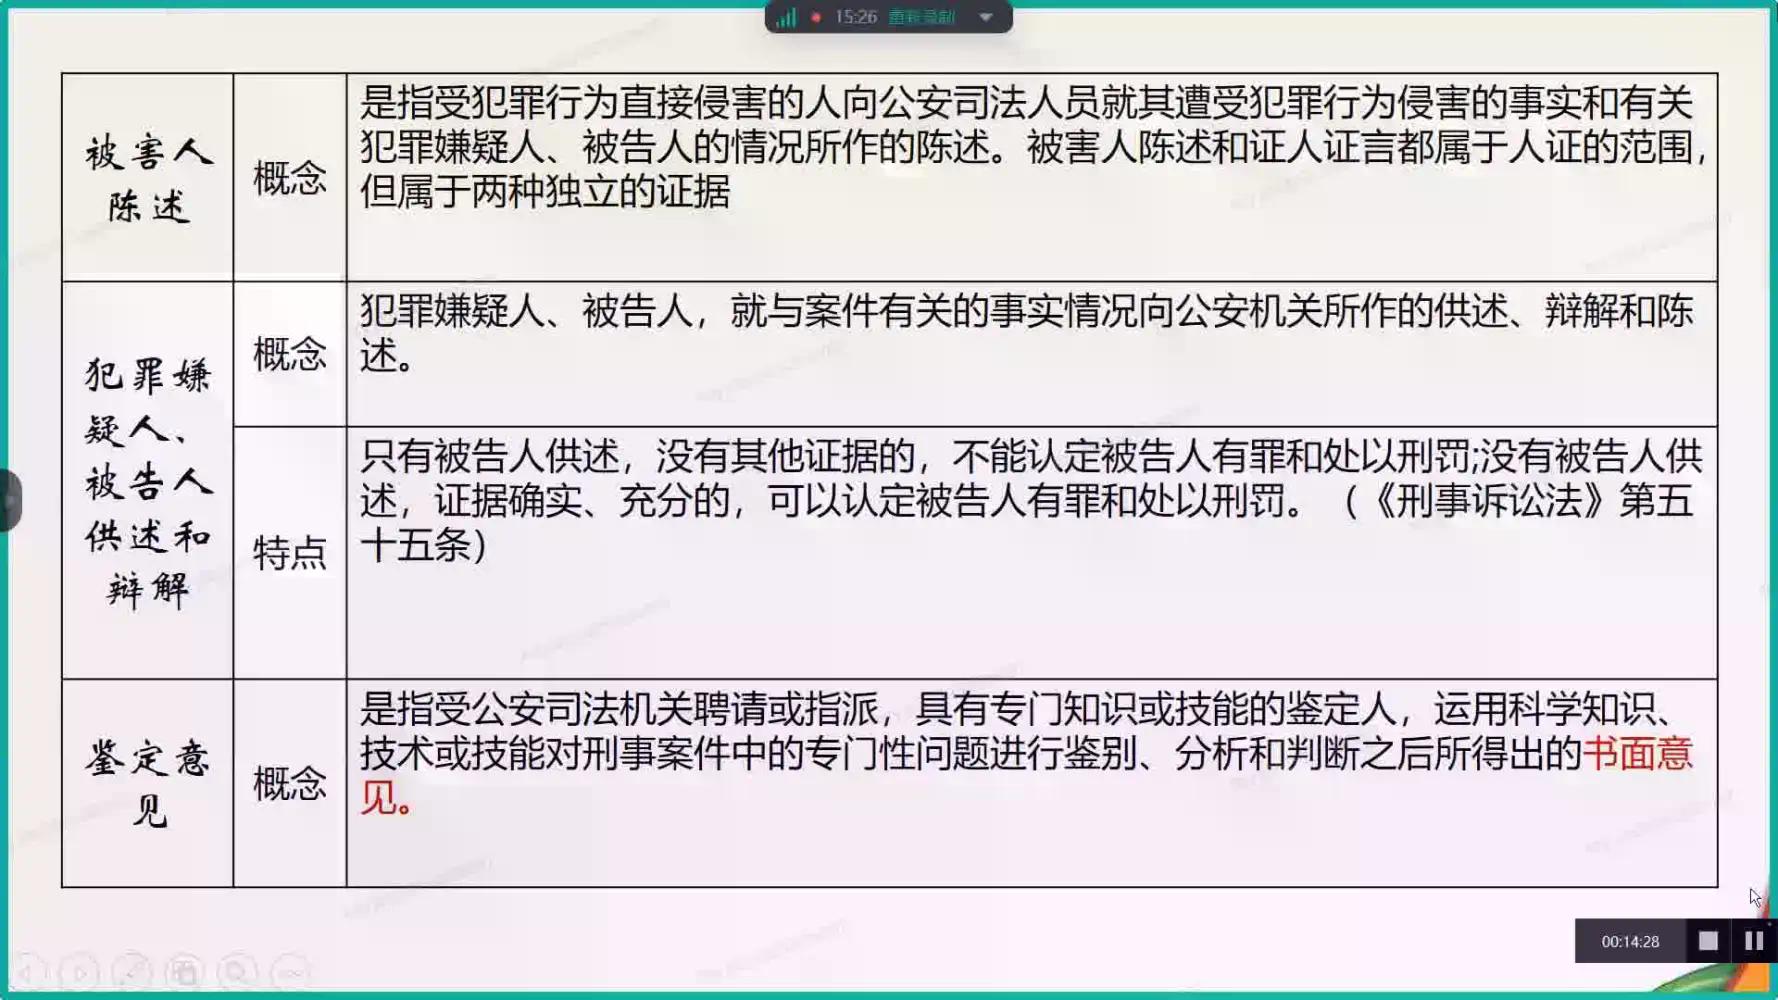 15:26
被害人
陈述
概念
是指受犯罪行为直接侵害的人向公安司法人员就其遭受犯罪行为侵害的事实和有关
犯罪嫌疑人、被告人的情况所作的陈述。被害人陈述和证人证言都属于人证的范围，
但属于两种独立的证据
犯罪嫌
疑人、
被告人
供述和
辩解
概念
犯罪嫌疑人、被告人，就与案件有关的事实情况向公安机关所作的供述、辩解和陈
述。
特点
只有被告人供述，没有其他证据的，不能认定被告人有罪和处以刑罚;没有被告人供
述，证据确实、充分的，可以认定被告人有罪和处以刑罚。（《刑事诉讼法》第五
十五条）
鉴定意
见
概念
是指受公安司法机关聘请或指派，具有专门知识或技能的鉴定人，运用科学知识、
技术或技能对刑事案件中的专门性问题进行鉴别、分析和判断之后所得出的书面意
见。
00:14:28